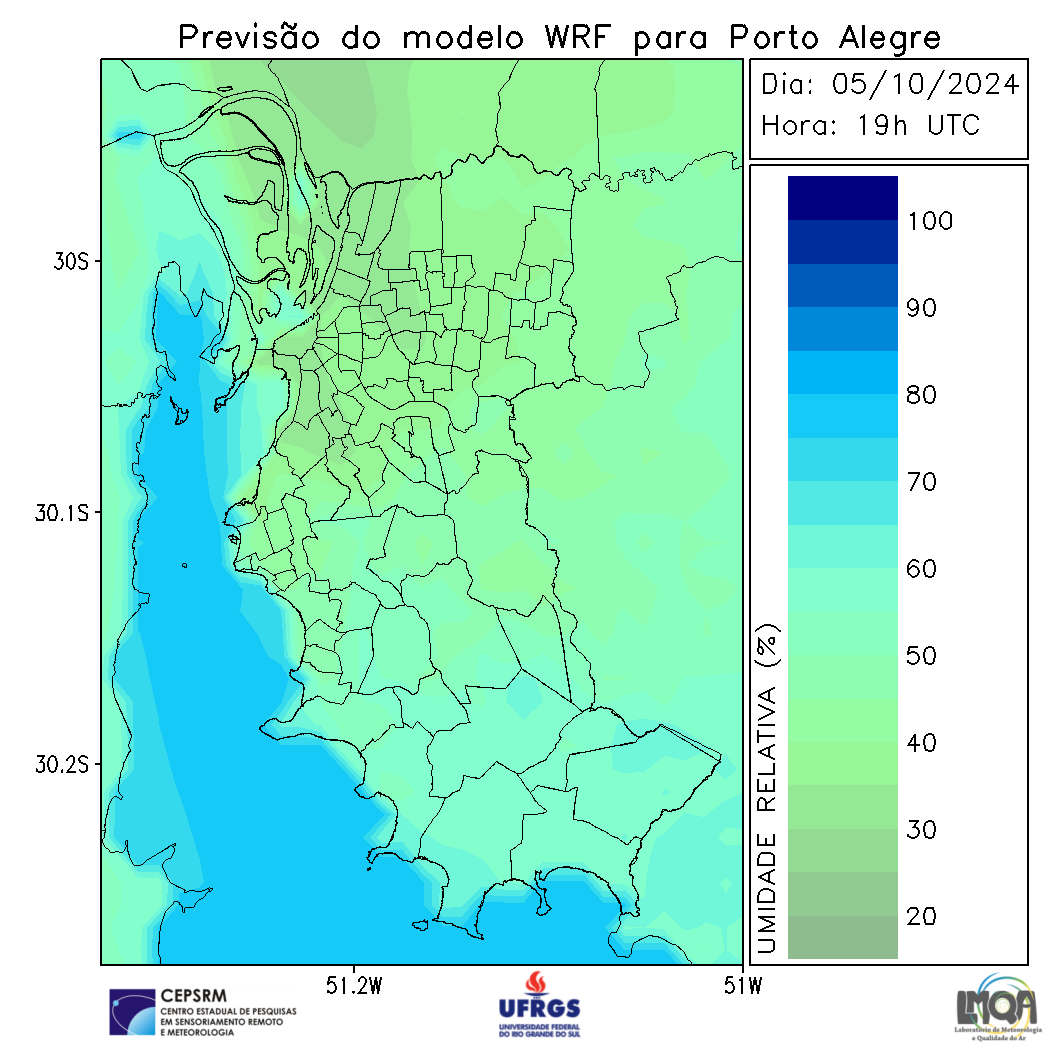 Previsão do modelo WRF para Porto Alegre
Dia: 05/10/2024
Hora: 19h UTC
30S
30.1S
30.2S
51.2W
51W
100
90
80
70
60
50
40
30
20
UMIDADE RELATIVA (%)
CEPSRM
CENTRO ESTADUAL DE PESQUISAS
EM SENSORIAMENTO REMOTO
E METEOROLOGIA
UFRGS
UNIVERSIDADE FEDERAL
DO RIO GRANDE DO SUL
LMQA
Laboratório de Meteorologia
e Qualidade do Ar